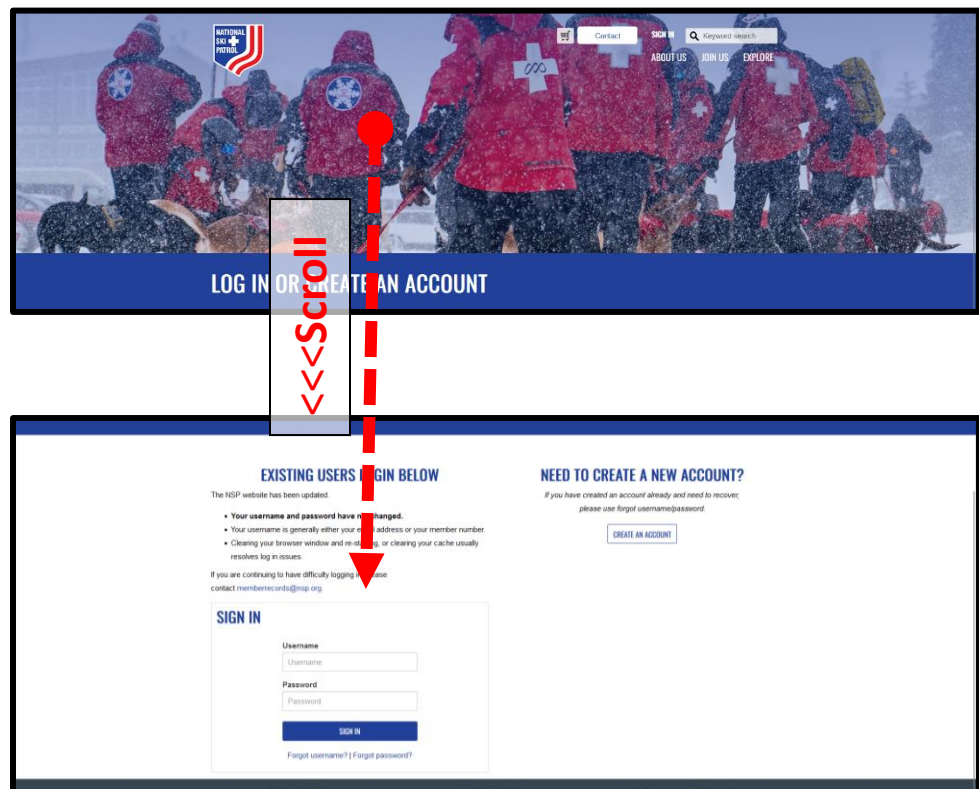 NATIONAL
SKI
PATROL
Contact
SIGN IN
Keyword search
ABOUT US JOIN US EXPLORE
LOG IN OR CREATE AN ACCOUNT
<<<Scroll
EXISTING USERS LOGIN BELOW
The NSP website has been updated.
• Your username and password have not changed.
• Your username is generally either your email address or your member number.
• Clearing your browser window and re-starting, or clearing your cache usually
resolves log in issues.
If you are continuing to have difficulty logging in, please
contact memberrecords@nsp.org.
NEED TO CREATE A NEW ACCOUNT?
If you have created an account already and need to recover,
please use forgot username/password.
CREATE AN ACCOUNT
SIGN IN
Username
Username
Password
Password
SIGN IN
Forgot username? | Forgot password?